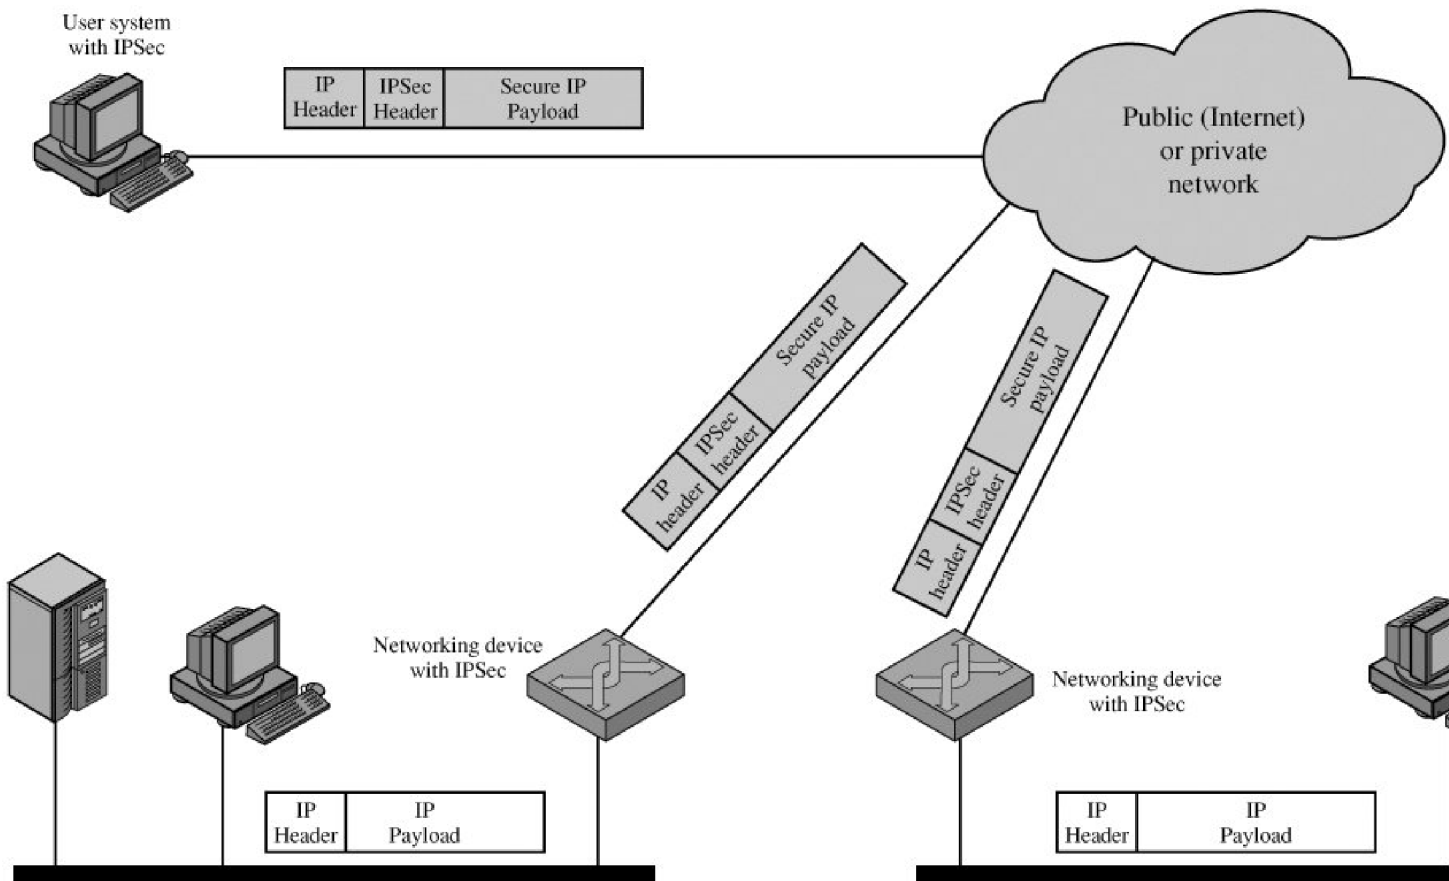 User system
with IPSec
IP
Header
IPSec
Header
Secure IP
Payload
Public (Internet)
or private
network
Secure IP
payload
IPSec
header
IP
header
Secure IP
payload
IPSec
header
IP
header
Networking device
with IPSec
Networking device
with IPSec
IP
Header
IP
Payload
IP
Header
IP
Payload